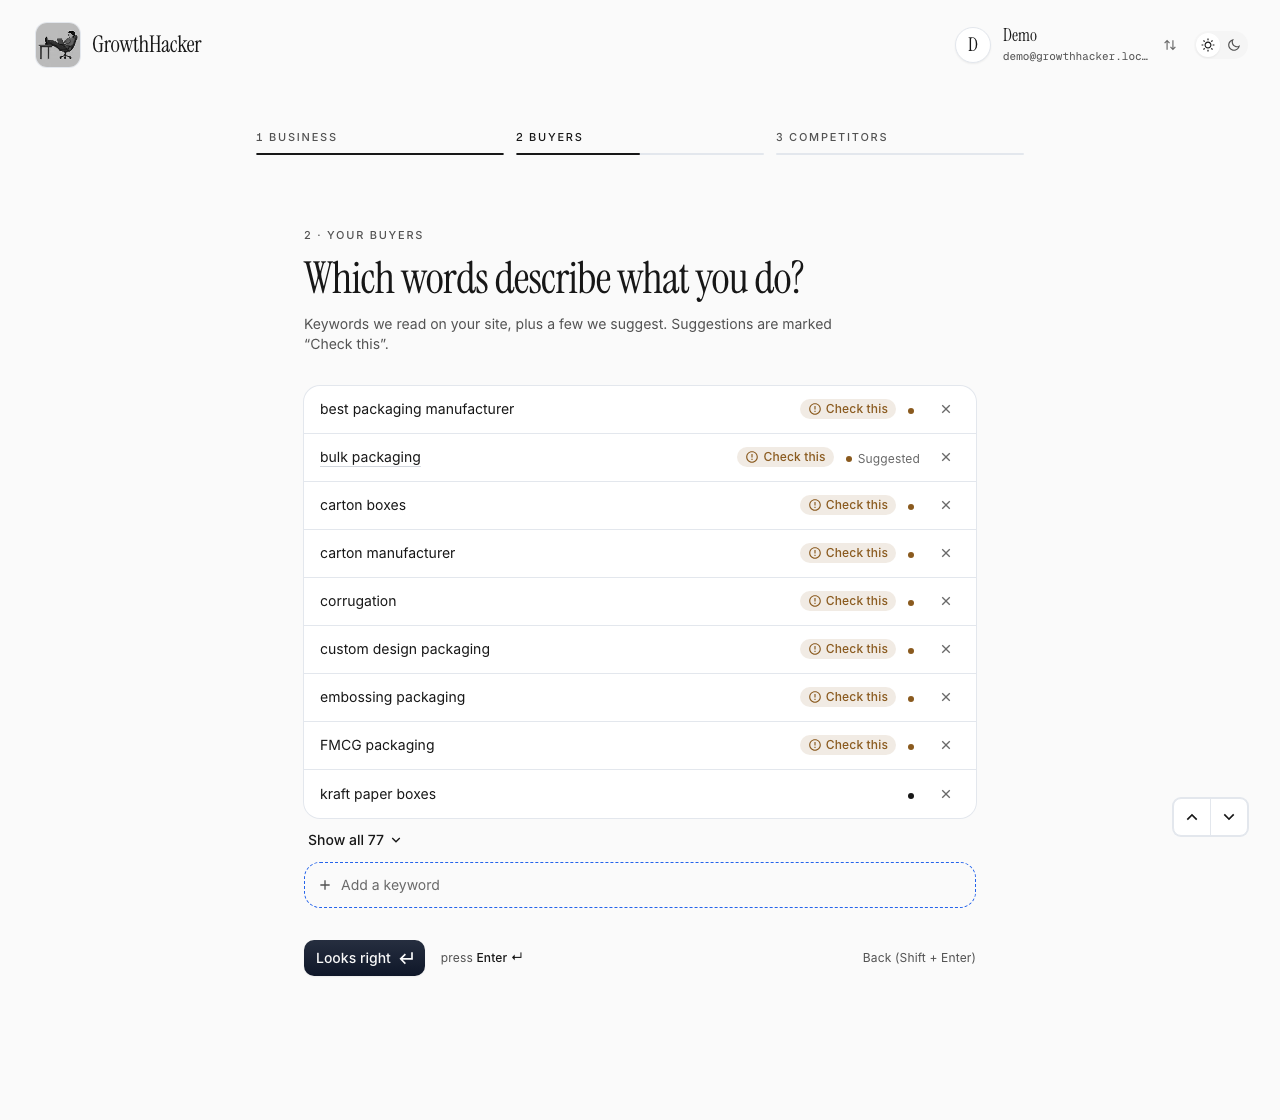 GrowthHacker
D
Demo
demo@growthhacker.loc…
1 BUSINESS
2 BUYERS
3 COMPETITORS
2 · YOUR BUYERS
Which words describe what you do?
Keywords we read on your site, plus a few we suggest. Suggestions are marked
“Check this”.
best packaging manufacturer
Check this
bulk packaging
Check this
Suggested
carton boxes
Check this
carton manufacturer
Check this
corrugation
Check this
custom design packaging
Check this
embossing packaging
Check this
FMCG packaging
Check this
kraft paper boxes
Show all 77
Add a keyword
Looks right
press Enter
Back (Shift + Enter)